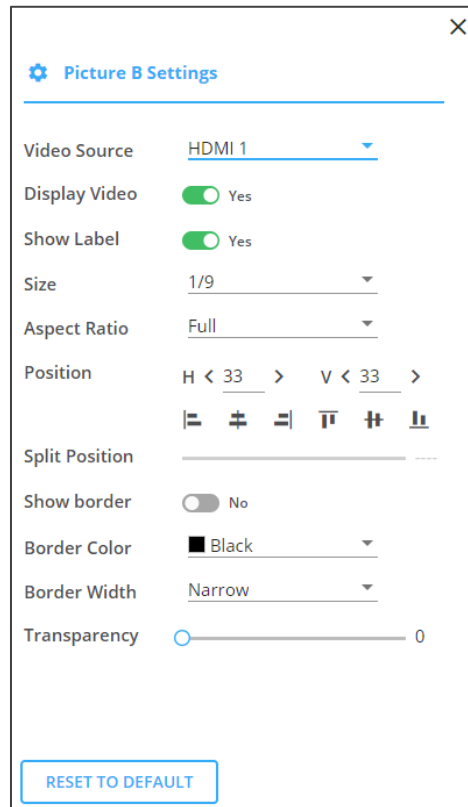 Picture B Settings
Video Source HDMI 1
Display Video Yes
Show Label Yes
Size 1/9
Aspect Ratio Full
Position H < 33 > V < 33 >
Split Position ----
Show border No
Border Color Black
Border Width Narrow
Transparency 0
RESET TO DEFAULT